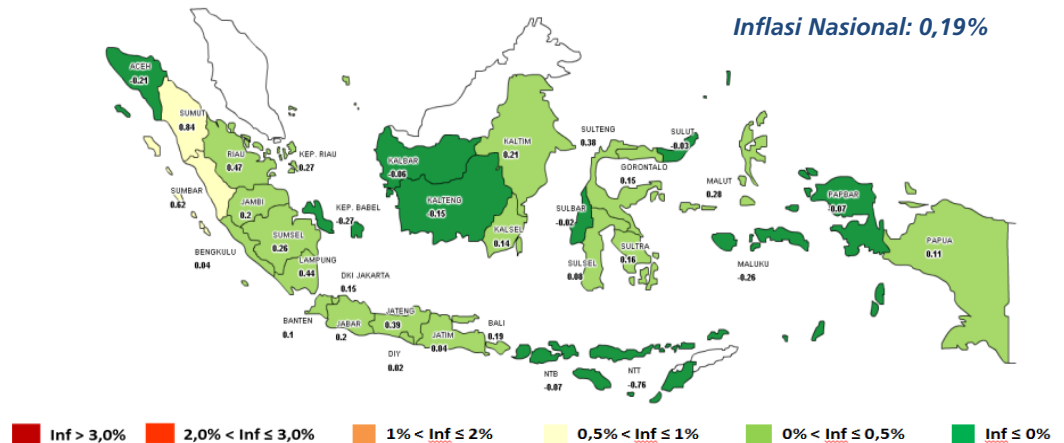 Inflasi Nasional: 0,19%
ACEH
-0.21
SUMUT
0.84
RIAU
0.47
KEP. RIAU
0.27
SUMBAR
0.62
JAMBI
0.2
KEP. BABEL
-0.27
SUMSEL
0.26
BENGKULU
0.04
LAMPUNG
0.44
DKI JAKARTA
0.15
BANTEN
0.1
JABAR
0.2
JATENG
0.39
DIY
0.02
JATIM
0.04
BALI
0.19
NTB
-0.07
NTT
-0.76
KALBAR
-0.06
KALTENG
-0.15
KALTIM
0.21
KALSEL
0.14
SULTENG
0.38
SULUT
-0.03
GORONTALO
0.15
SULBAR
-0.02
SULSEL
0.08
SULTRA
0.16
MALUT
0.28
MALUKU
-0.26
PAPBAR
-0.07
PAPUA
0.11
Inf > 3,0%
2,0% < Inf ≤ 3,0%
1% < Inf ≤ 2%
0,5% < Inf ≤ 1%
0% < Inf ≤ 0,5%
Inf ≤ 0%